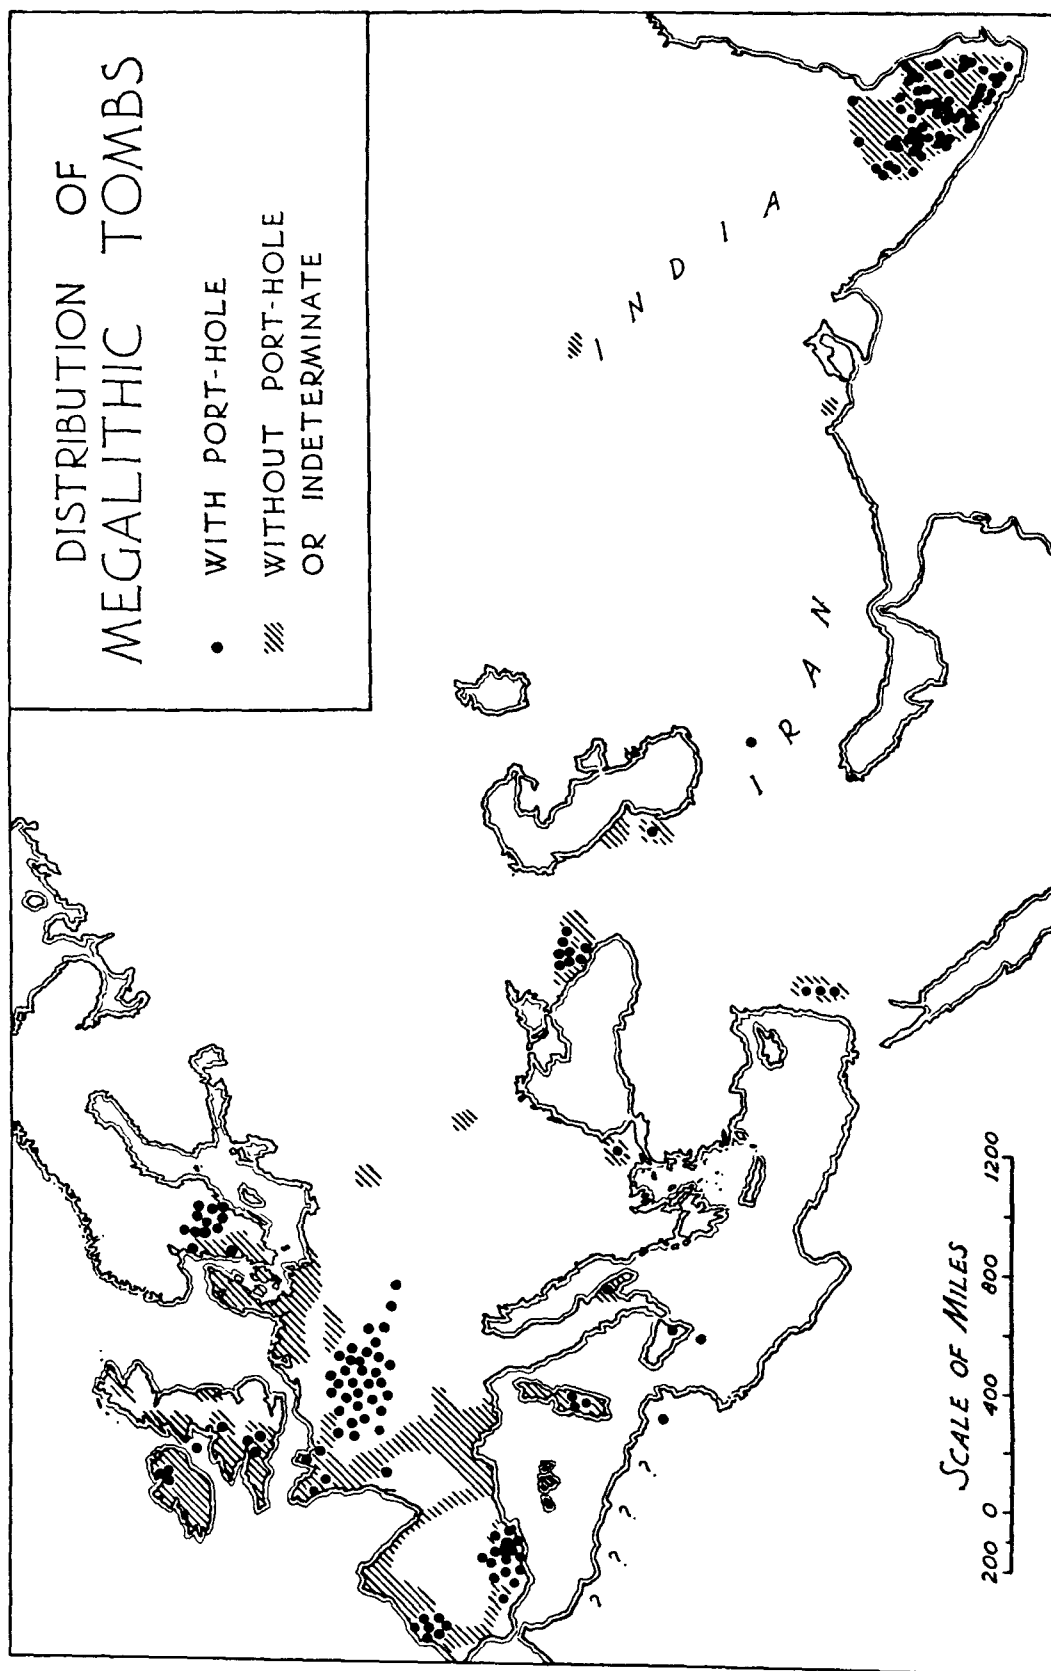 DISTRIBUTION OF
MEGALITHIC TOMBS
WITH PORT-HOLE
WITHOUT PORT-HOLE
OR INDETERMINATE
INDIA
IRAN
? ? ? ?
SCALE OF MILES
200 0 400 800 1200